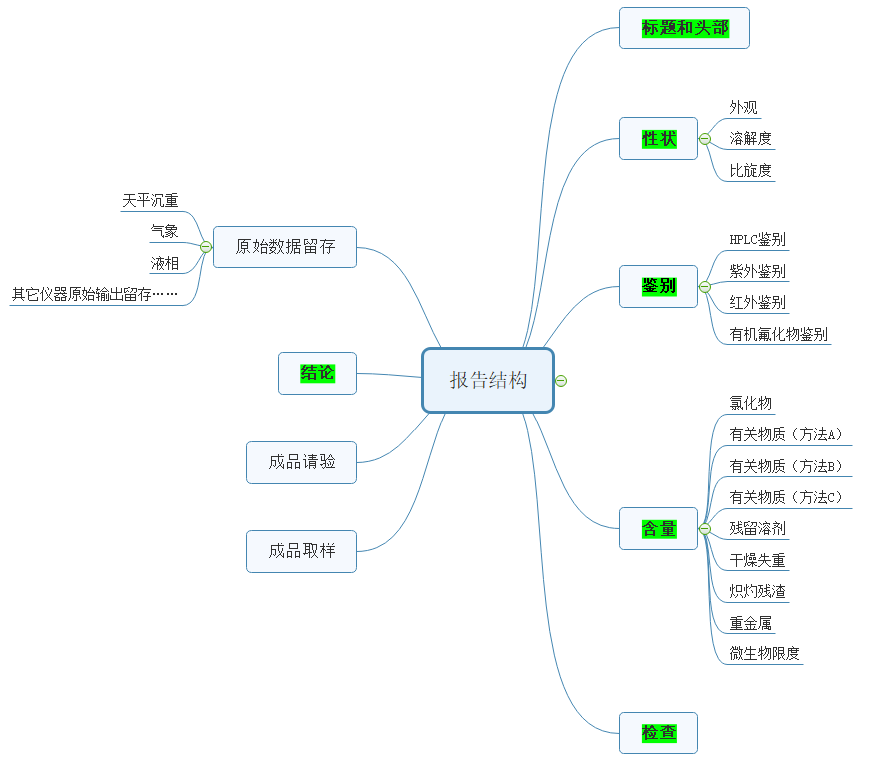 报告结构
标题和头部
性状
外观
溶解度
比旋度
鉴别
HPLC鉴别
紫外鉴别
红外鉴别
有机氟化物鉴别
含量
氯化物
有关物质（方法A）
有关物质（方法B）
有关物质（方法C）
残留溶剂
干燥失重
炽灼残渣
重金属
微生物限度
检查
原始数据留存
天平沉重
气象
液相
其它仪器原始输出留存……
结论
成品请验
成品取样